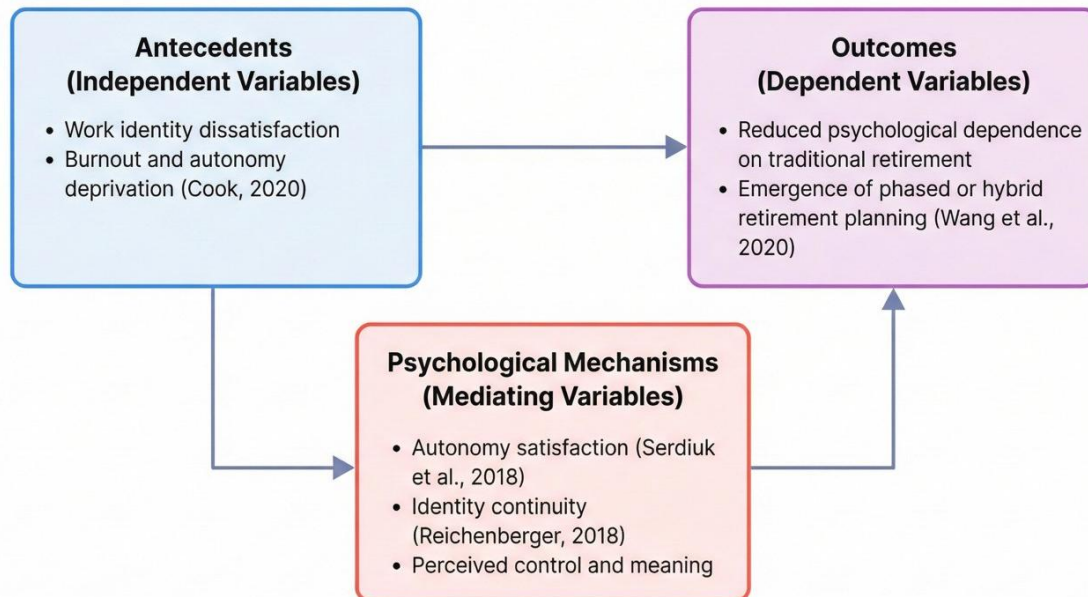 Antecedents
(Independent Variables)
• Work identity dissatisfaction
• Burnout and autonomy
deprivation (Cook, 2020)
Outcomes
(Dependent Variables)
• Reduced psychological dependence
on traditional retirement
• Emergence of phased or hybrid
retirement planning (Wang et al.,
2020)
Psychological Mechanisms
(Mediating Variables)
• Autonomy satisfaction (Serdiuk
et al., 2018)
• Identity continuity
(Reichenberger, 2018)
• Perceived control and meaning